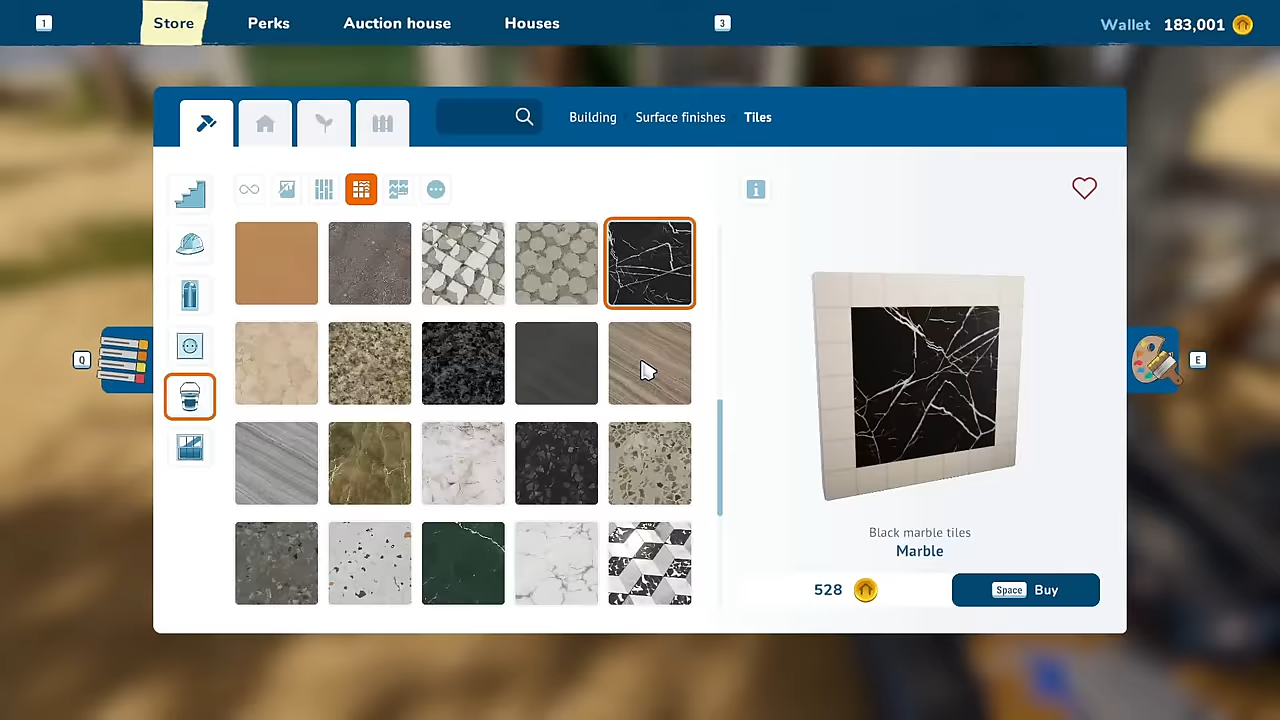 1 Store Perks Auction house Houses 3 Wallet 183,001
Building Surface finishes Tiles
i
Q
E
Black marble tiles
Marble
528 Space Buy